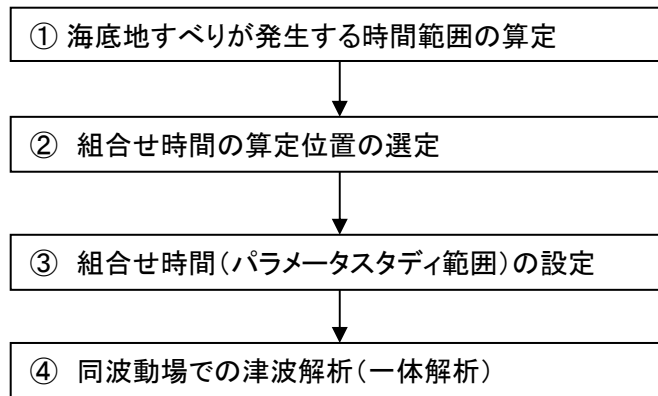 ① 海底地すべりが発生する時間範囲の算定
② 組合せ時間の算定位置の選定
③ 組合せ時間(パラメータスタディ範囲)の設定
④ 同波動場での津波解析(一体解析)